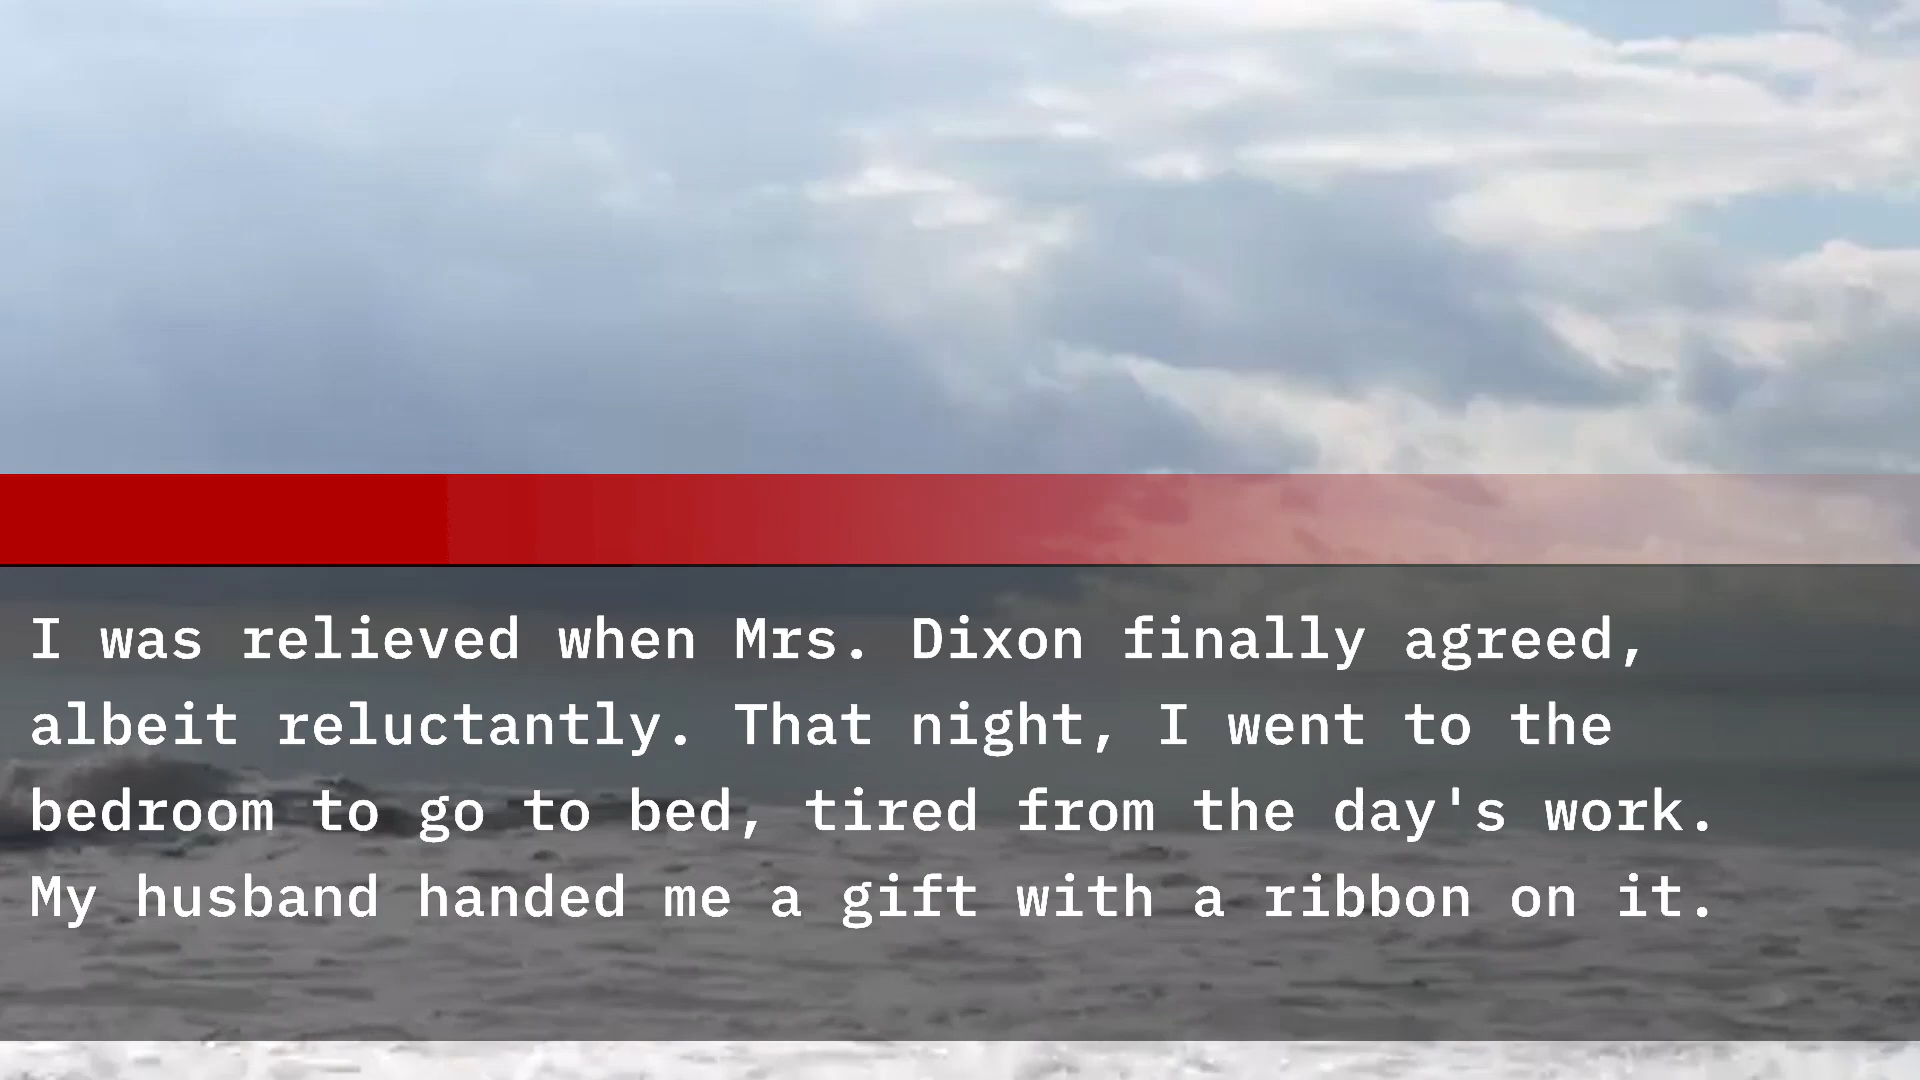 I was relieved when Mrs. Dixon finally agreed,
albeit reluctantly. That night, I went to the
bedroom to go to bed, tired from the day's work.
My husband handed me a gift with a ribbon on it.